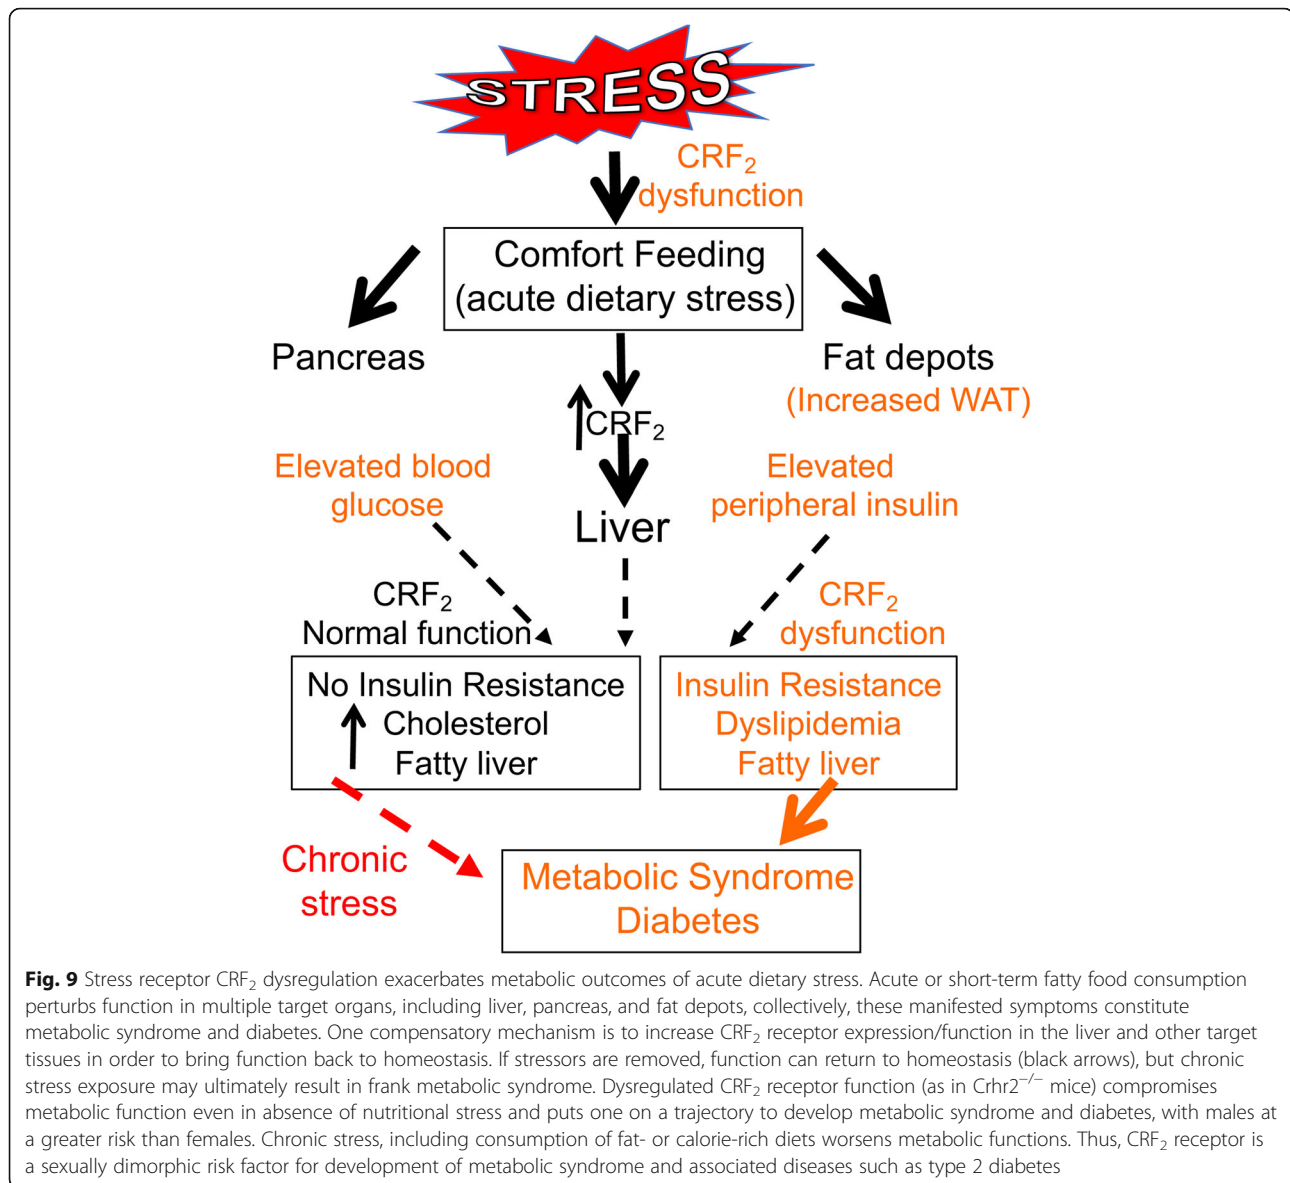 STRESS
CRF₂
dysfunction
Comfort Feeding
(acute dietary stress)
Pancreas
Fat depots
(Increased WAT)
CRF₂
Elevated blood
glucose
Elevated
peripheral insulin
Liver
CRF₂
Normal function
CRF₂
dysfunction
No Insulin Resistance
Cholesterol
Fatty liver
Insulin Resistance
Dyslipidemia
Fatty liver
Chronic
stress
Metabolic Syndrome
Diabetes
Fig. 9 Stress receptor CRF₂ dysregulation exacerbates metabolic outcomes of acute dietary stress. Acute or short-term fatty food consumption
perturbs function in multiple target organs, including liver, pancreas, and fat depots, collectively, these manifested symptoms constitute
metabolic syndrome and diabetes. One compensatory mechanism is to increase CRF₂ receptor expression/function in the liver and other target
tissues in order to bring function back to homeostasis. If stressors are removed, function can return to homeostasis (black arrows), but chronic
stress exposure may ultimately result in frank metabolic syndrome. Dysregulated CRF₂ receptor function (as in Crhr2⁻/⁻ mice) compromises
metabolic function even in absence of nutritional stress and puts one on a trajectory to develop metabolic syndrome and diabetes, with males at
a greater risk than females. Chronic stress, including consumption of fat- or calorie-rich diets worsens metabolic functions. Thus, CRF₂ receptor is
a sexually dimorphic risk factor for development of metabolic syndrome and associated diseases such as type 2 diabetes